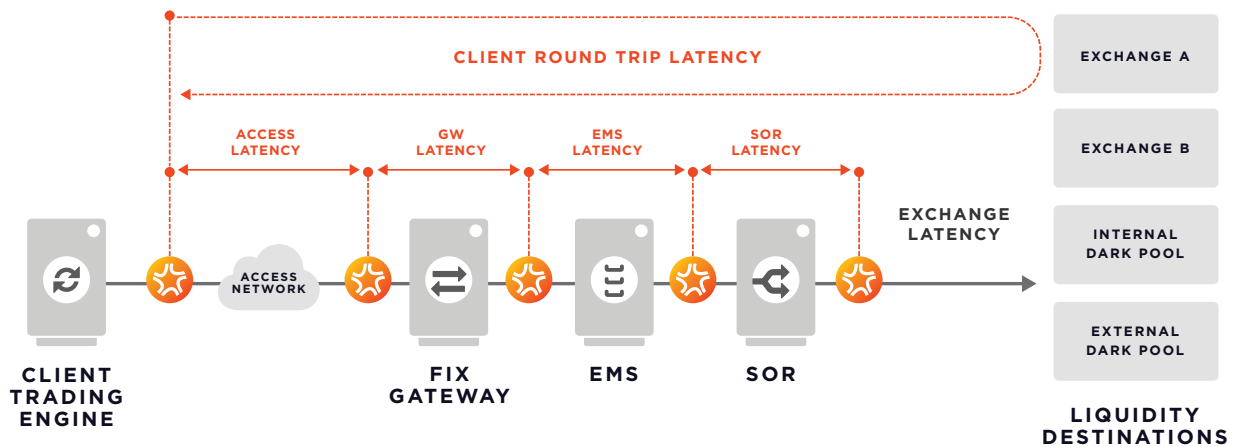 CLIENT ROUND TRIP LATENCY
ACCESS
LATENCY
GW
LATENCY
EMS
LATENCY
SOR
LATENCY
EXCHANGE
LATENCY
ACCESS
NETWORK
CLIENT
TRADING
ENGINE
FIX
GATEWAY
EMS
SOR
EXCHANGE A
EXCHANGE B
INTERNAL
DARK POOL
EXTERNAL
DARK POOL
LIQUIDITY
DESTINATIONS